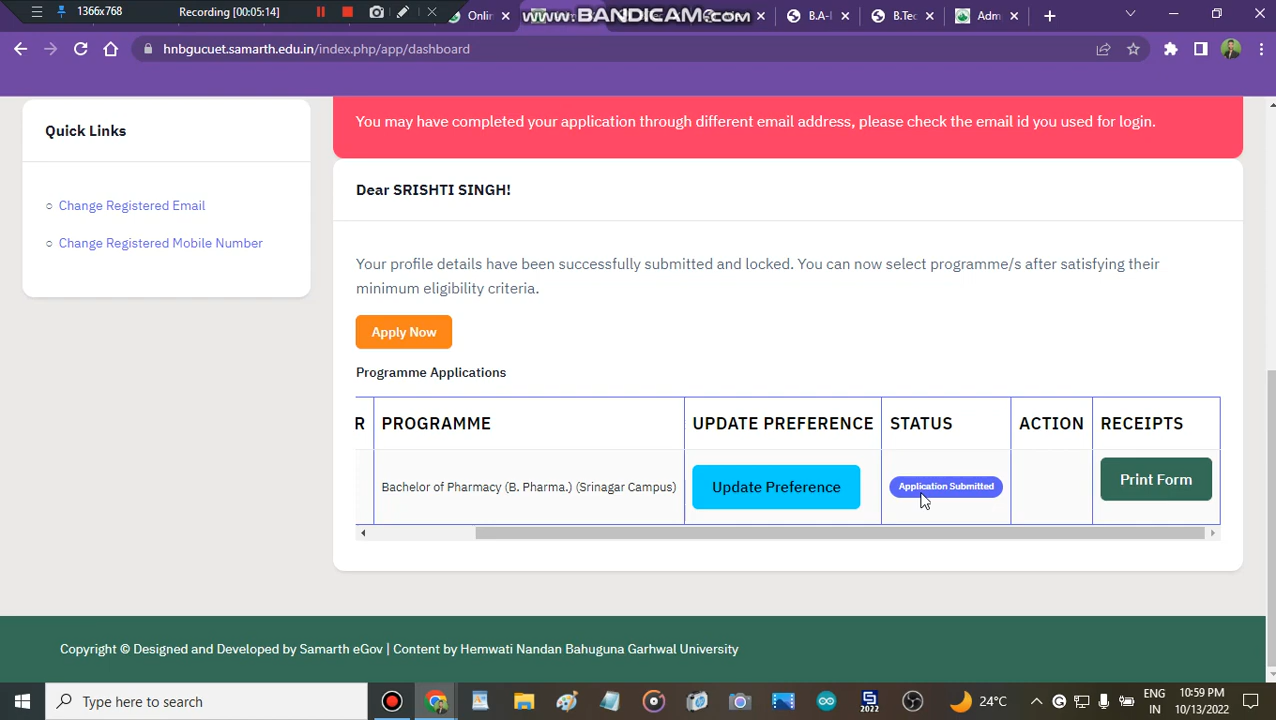 1366x768
Recording [00:05:14]
www.BANDICAM.com
Onlin
B.A-I
B.Tec
Adm
hnbgucuet.samarth.edu.in/index.php/app/dashboard
Quick Links
Change Registered Email
Change Registered Mobile Number
You may have completed your application through different email address, please check the email id you used for login.
Dear SRISHTI SINGH!
Your profile details have been successfully submitted and locked. You can now select programme/s after satisfying their
minimum eligibility criteria.
Apply Now
Programme Applications
R PROGRAMME UPDATE PREFERENCE STATUS ACTION RECEIPTS
Bachelor of Pharmacy (B. Pharma.) (Srinagar Campus) Update Preference Application Submitted Print Form
Copyright © Designed and Developed by Samarth eGov | Content by Hemwati Nandan Bahuguna Garhwal University
Type here to search
2022
24°C
ENG
IN
10:59 PM
10/13/2022